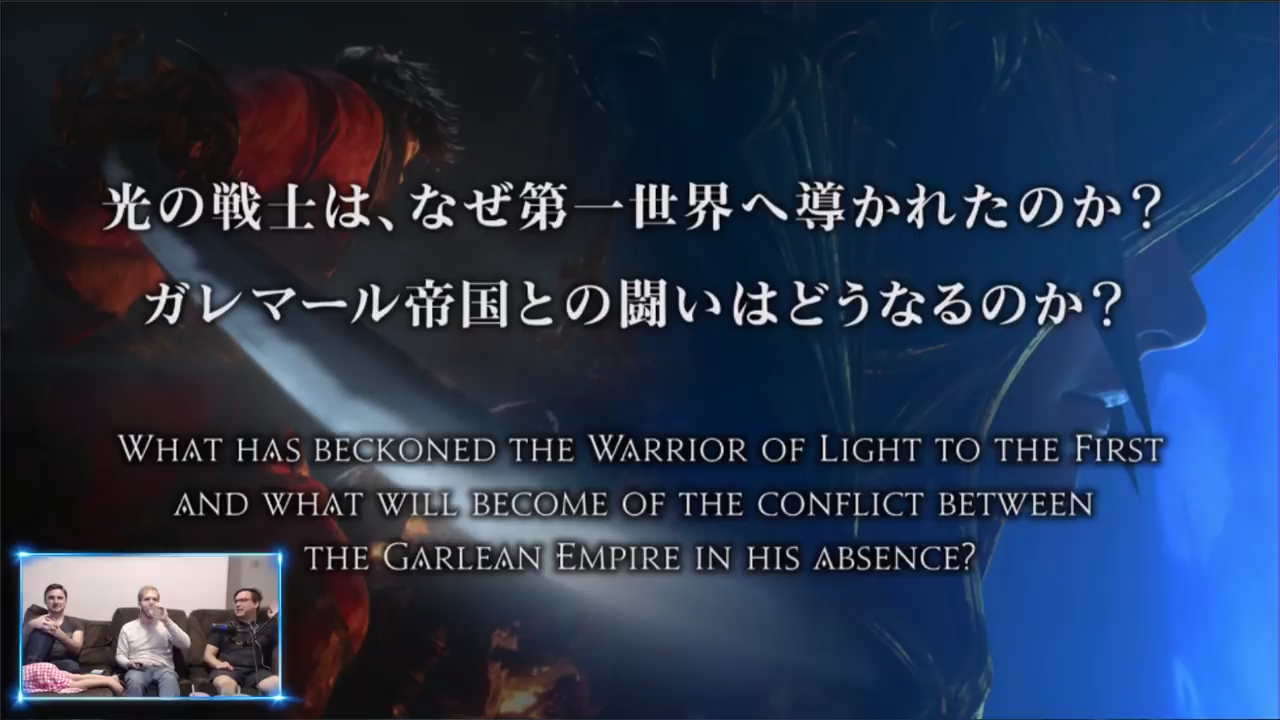 光の戦士は、なぜ第一世界へ導かれたのか？
ガレマール帝国との闘いはどうなるのか？
What has beckoned the Warrior of Light to the First
and what will become of the conflict between
the Garlean Empire in his absence?